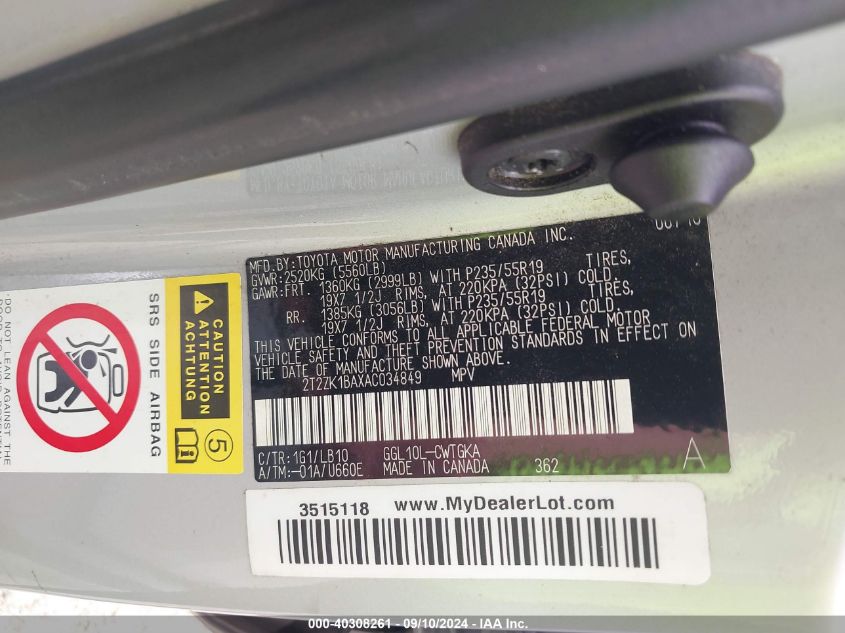 MFD.BY:TOYOTA MOTOR MANUFACTURING CANADA INC.
GVWR:2520KG (5560LB)
GAWR:FRT. 1360KG (2999LB) WITH P235/55R19 TIRES,
19X7 1/2J RIMS, AT 220KPA (32PSI) COLD.
RR. 1385KG (3056LB) WITH P235/55R19 TIRES,
19X7 1/2J RIMS, AT 220KPA (32PSI) COLD.
THIS VEHICLE CONFORMS TO ALL APPLICABLE FEDERAL MOTOR
VEHICLE SAFETY AND THEFT PREVENTION STANDARDS IN EFFECT ON
THE DATE OF MANUFACTURE SHOWN ABOVE.
2T2ZK1BAXAC034849 MPV
C/TR:1G1/LB10 GGL10L-CWTGKA
A/TM:-01A/U660E MADE IN CANADA 362 A
CAUTION
ATTENTION
ACHTUNG
5
SRS SIDE AIRBAG
DO NOT LEAN AGAINST THE
3515118 www.MyDealerLot.com
000-40308261 - 09/10/2024 - IAA Inc.